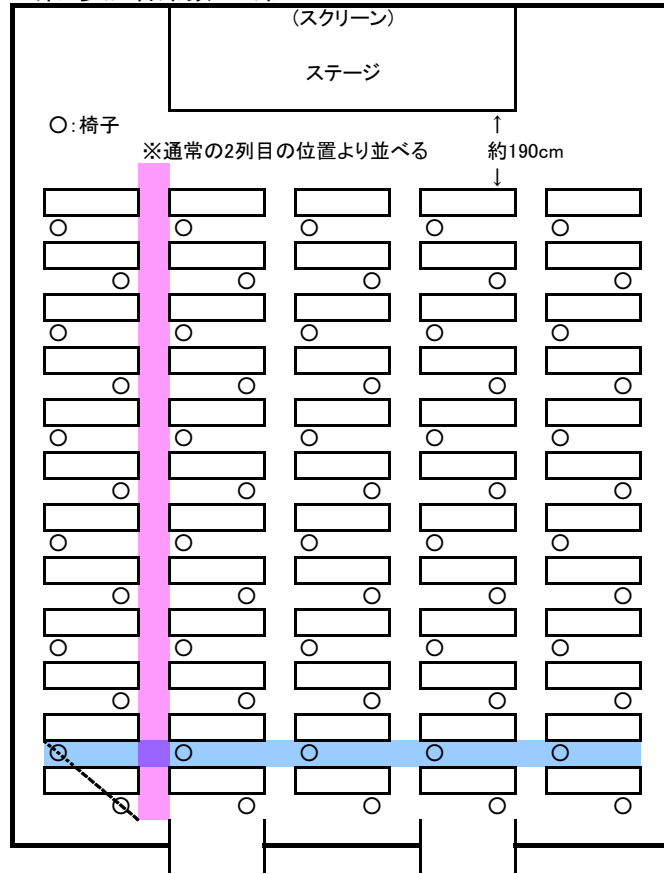 (スクリーン)
ステージ
○:椅子
※通常の2列目の位置より並べる
↑
約190cm
↓